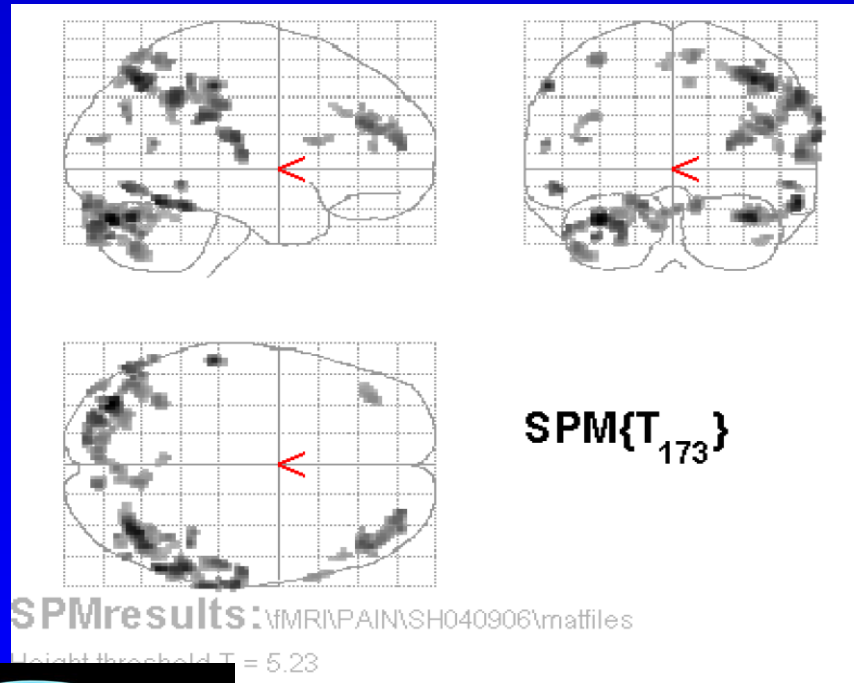 SPM{T173}
SPMresults:\fMRI\PAIN\SH040906\matfiles
Height threshold T = 5.23